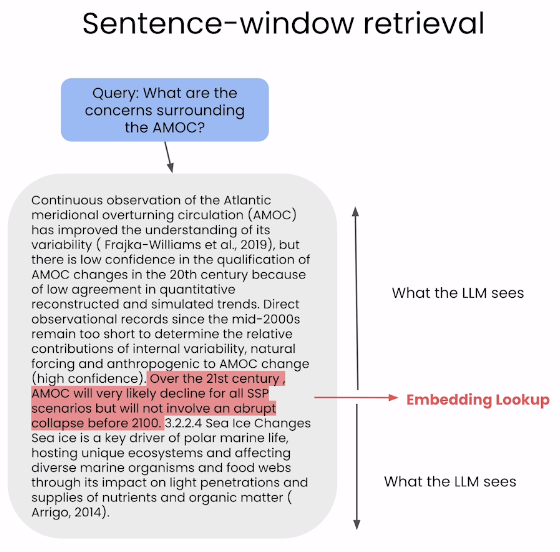 Sentence-window retrieval
Query: What are the
concerns surrounding
the AMOC?
Continuous observation of the Atlantic
meridional overturning circulation (AMOC)
has improved the understanding of its
variability ( Frajka-Williams et al., 2019), but
there is low confidence in the qualification of
AMOC changes in the 20th century because
of low agreement in quantitative
reconstructed and simulated trends. Direct
observational records since the mid-2000s
remain too short to determine the relative
contributions of internal variability, natural
forcing and anthropogenic to AMOC change
(high confidence). Over the 21st century ,
AMOC will very likely decline for all SSP
scenarios but will not involve an abrupt
collapse before 2100. 3.2.2.4 Sea Ice Changes
Sea ice is a key driver of polar marine life,
hosting unique ecosystems and affecting
diverse marine organisms and food webs
through its impact on light penetrations and
supplies of nutrients and organic matter (
Arrigo, 2014).
What the LLM sees
Embedding Lookup
What the LLM sees